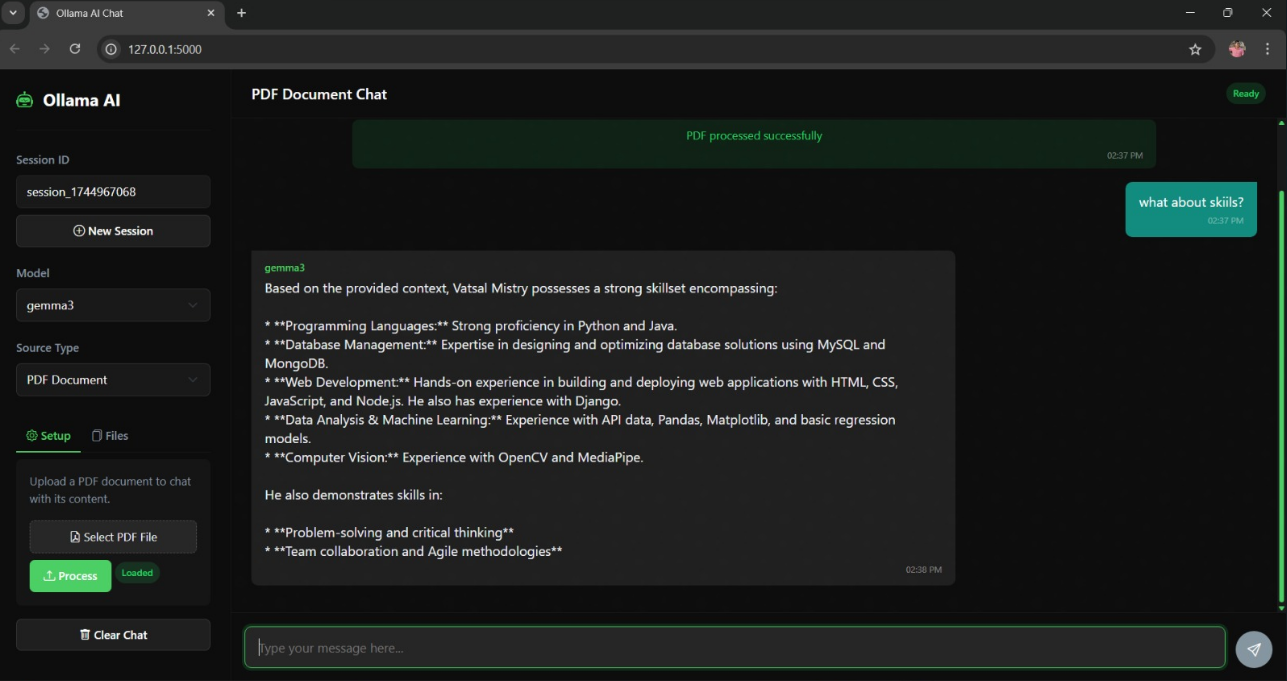 Ollama AI Chat
127.0.0.1:5000
Ollama AI
Session ID
session_1744967068
New Session
Model
gemma3
Source Type
PDF Document
Setup
Files
Upload a PDF document to chat
with its content.
Select PDF File
Process
Loaded
Clear Chat
PDF Document Chat
Ready
PDF processed successfully
02:37 PM
what about skiils?
02:37 PM
gemma3
Based on the provided context, Vatsal Mistry possesses a strong skillset encompassing:
* **Programming Languages:** Strong proficiency in Python and Java.
* **Database Management:** Expertise in designing and optimizing database solutions using MySQL and
MongoDB.
* **Web Development:** Hands-on experience in building and deploying web applications with HTML, CSS,
JavaScript, and Node.js. He also has experience with Django.
* **Data Analysis & Machine Learning:** Experience with API data, Pandas, Matplotlib, and basic regression
models.
* **Computer Vision:** Experience with OpenCV and MediaPipe.
He also demonstrates skills in:
* **Problem-solving and critical thinking**
* **Team collaboration and Agile methodologies**
02:38 PM
Type your message here...